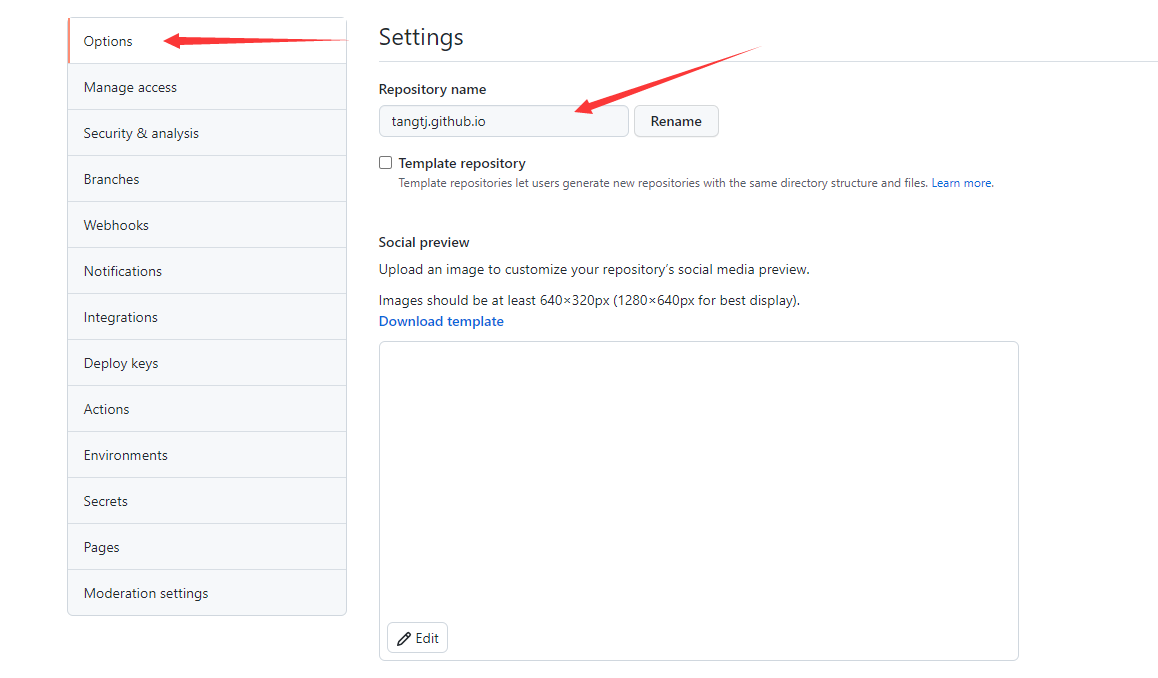 Options
Manage access
Security & analysis
Branches
Webhooks
Notifications
Integrations
Deploy keys
Actions
Environments
Secrets
Pages
Moderation settings
Settings
Repository name
tangtj.github.io
Rename
Template repository
Template repositories let users generate new repositories with the same directory structure and files. Learn more.
Social preview
Upload an image to customize your repository’s social media preview.
Images should be at least 640×320px (1280×640px for best display).
Download template
Edit